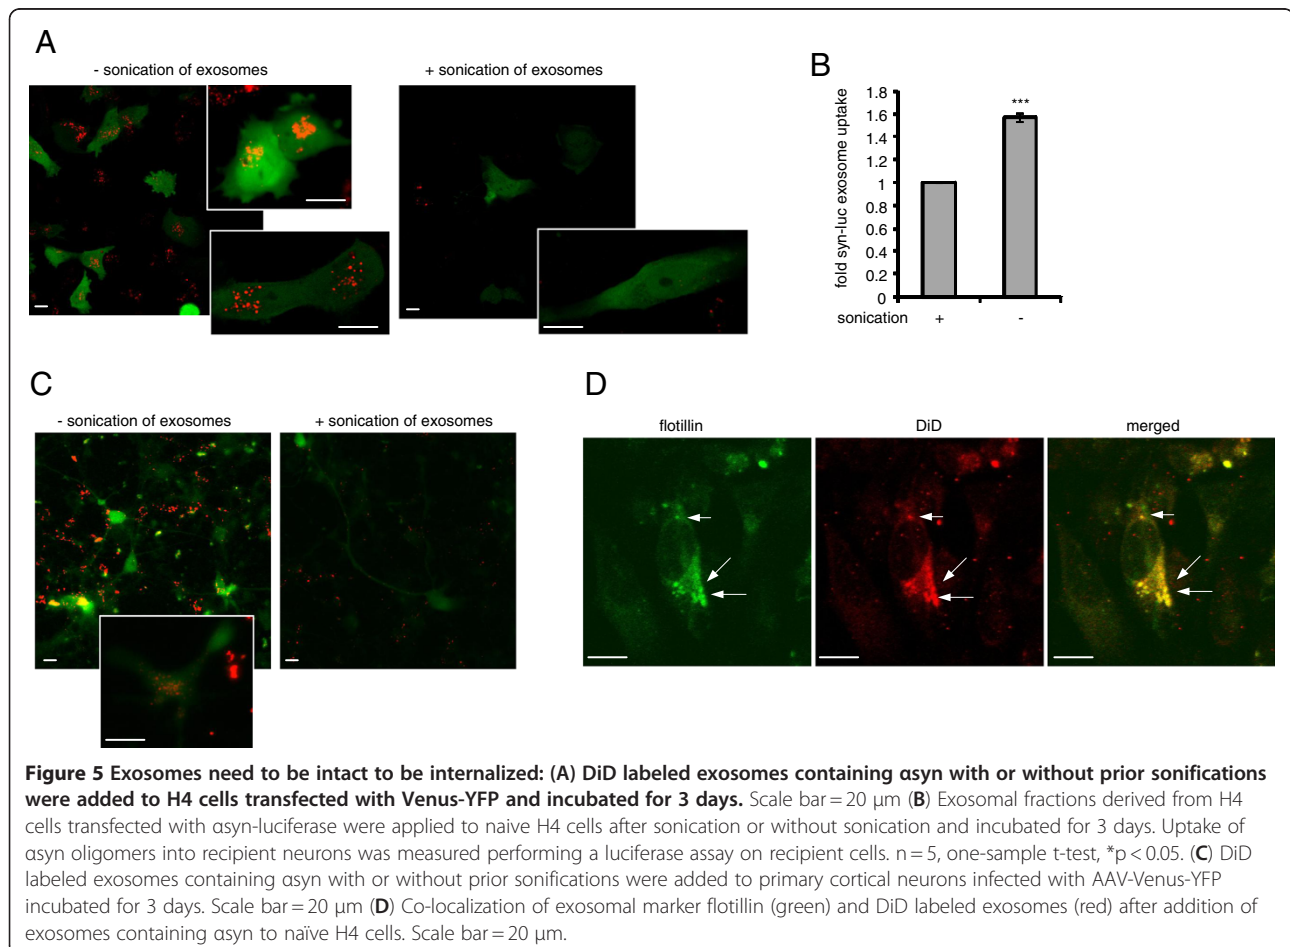 A
- sonication of exosomes
+ sonication of exosomes
B
fold syn-luc exosome uptake
1.8
1.6
1.4
1.2
1
0.8
0.6
0.4
0.2
0
***
sonication + -
C
- sonication of exosomes
+ sonication of exosomes
D
flotillin
DiD
merged
Figure 5 Exosomes need to be intact to be internalized: (A) DiD labeled exosomes containing αsyn with or without prior sonifications
were added to H4 cells transfected with Venus-YFP and incubated for 3 days. Scale bar = 20 μm (B) Exosomal fractions derived from H4
cells transfected with αsyn-luciferase were applied to naive H4 cells after sonication or without sonication and incubated for 3 days. Uptake of
αsyn oligomers into recipient neurons was measured performing a luciferase assay on recipient cells. n = 5, one-sample t-test, *p < 0.05. (C) DiD
labeled exosomes containing αsyn with or without prior sonifications were added to primary cortical neurons infected with AAV-Venus-YFP
incubated for 3 days. Scale bar = 20 μm (D) Co-localization of exosomal marker flotillin (green) and DiD labeled exosomes (red) after addition of
exosomes containing αsyn to naïve H4 cells. Scale bar = 20 μm.